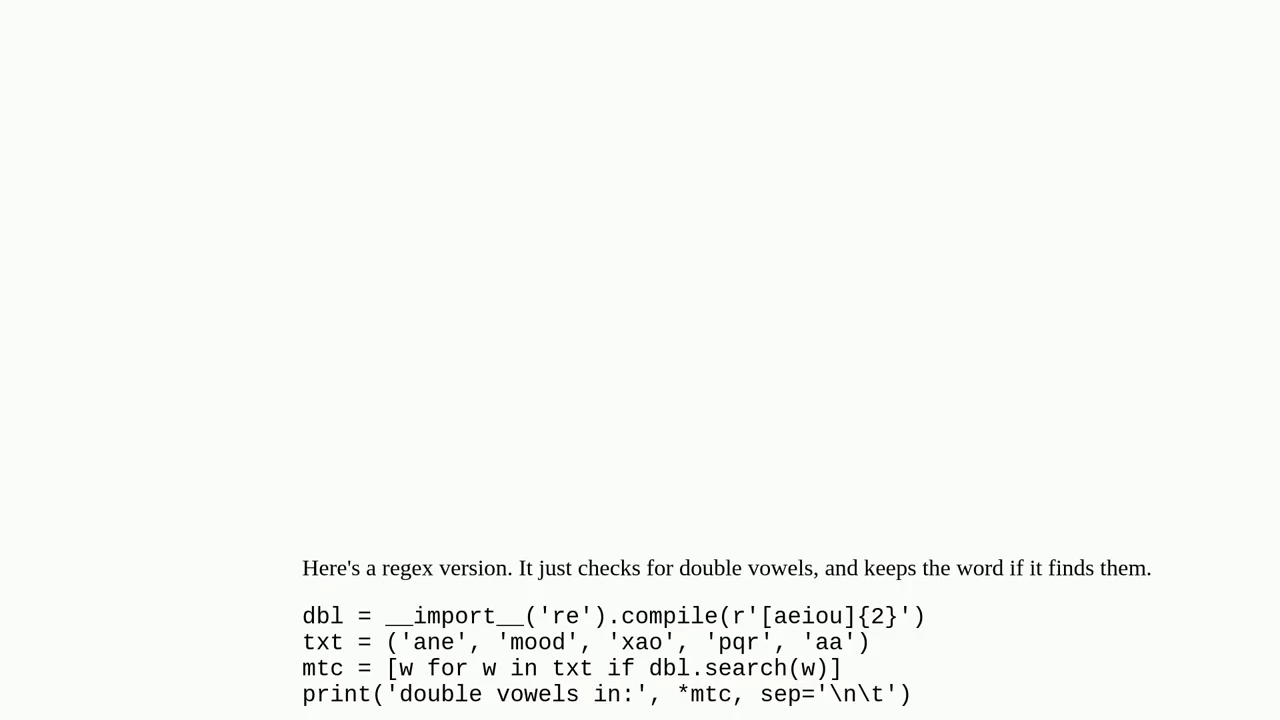 Here's a regex version. It just checks for double vowels, and keeps the word if it finds them.
dbl = __import__('re').compile(r'[aeiou]{2}')
txt = ('ane', 'mood', 'xao', 'pqr', 'aa')
mtc = [w for w in txt if dbl.search(w)]
print('double vowels in:', *mtc, sep='\n\t')